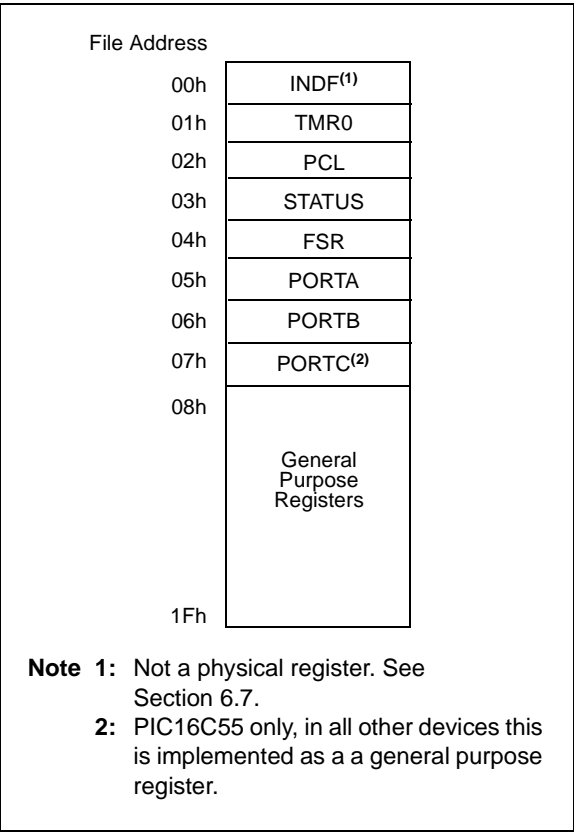 File Address
00h INDF(1)
01h TMR0
02h PCL
03h STATUS
04h FSR
05h PORTA
06h PORTB
07h PORTC(2)
08h
General
Purpose
Registers
1Fh
Note 1: Not a physical register. See
Section 6.7.
2: PIC16C55 only, in all other devices this
is implemented as a a general purpose
register.